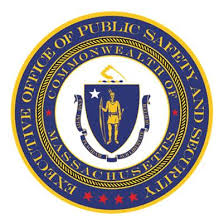 EXECUTIVE OFFICE OF PUBLIC SAFETY AND SECURITY
COMMONWEALTH OF
MASSACHUSETTS